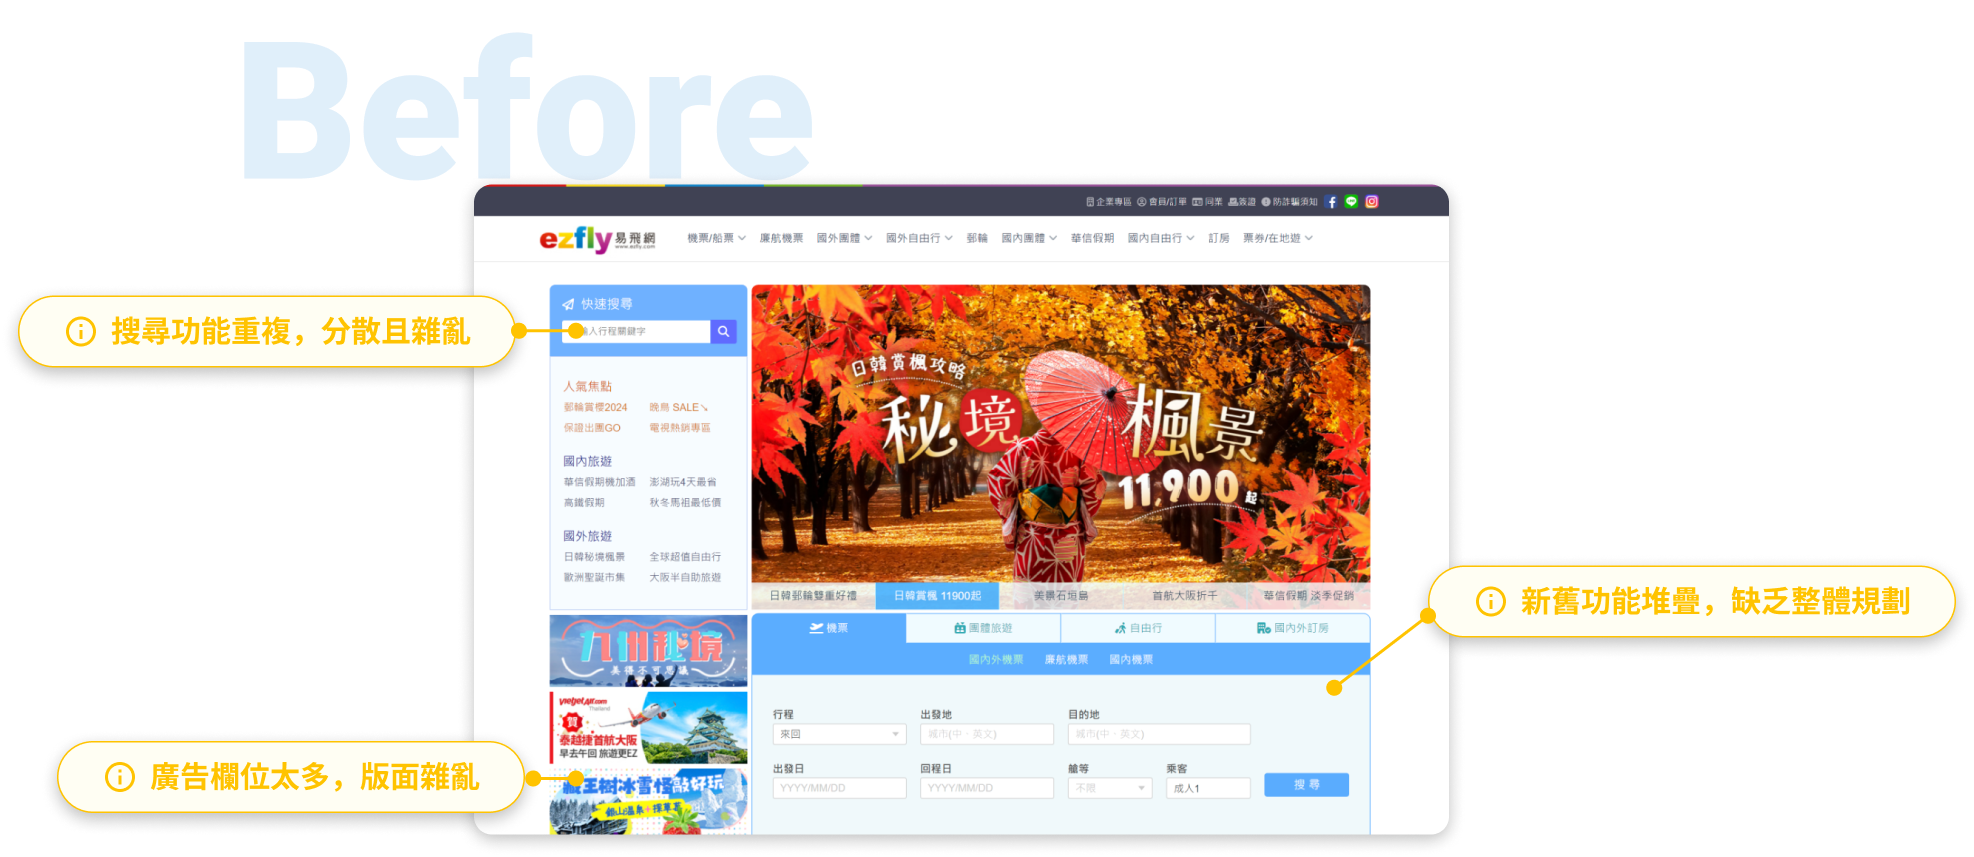 Before
企業專區 會員/訂單 同業 簽證 防詐騙須知
ezfly 易飛網
www.ezfly.com
機票/船票 廉航機票 國外團體 國外自由行 郵輪 國內團體 華信假期 國內自由行 訂房 票券/在地遊
快速搜尋
入行程關鍵字
搜尋功能重複，分散且雜亂
人氣焦點
郵輪賞櫻2024 晚鳥 SALE↘
保證出團GO 電視熱銷專區
國內旅遊
華信假期機加酒 澎湖玩4天最省
高鐵假期 秋冬馬祖最低價
國外旅遊
日韓秘境楓景 全球超值自由行
歐洲聖誕市集 大阪半自助旅遊
日韓賞楓攻略
秘境楓景
11,900起
日韓郵輪雙重好禮 日韓賞楓 11900起 美景石垣島 首航大阪折千 華信假期 淡季促銷
新舊功能堆疊，缺乏整體規劃
機票 團體旅遊 自由行 國內外訂房
國內外機票 廉航機票 國內機票
行程 出發地 目的地
來回 城市(中、英文) 城市(中、英文)
出發日 回程日 艙等 乘客
YYYY/MM/DD YYYY/MM/DD 不限 成人1 搜尋
九州秘境
美得不可思議
vietjetAir.com
Thailand
賀
泰越捷首航大阪
早去午回 旅遊更EZ
廣告欄位太多，版面雜亂
藏王樹冰雪怪敲好玩
銀山溫泉+採草莓